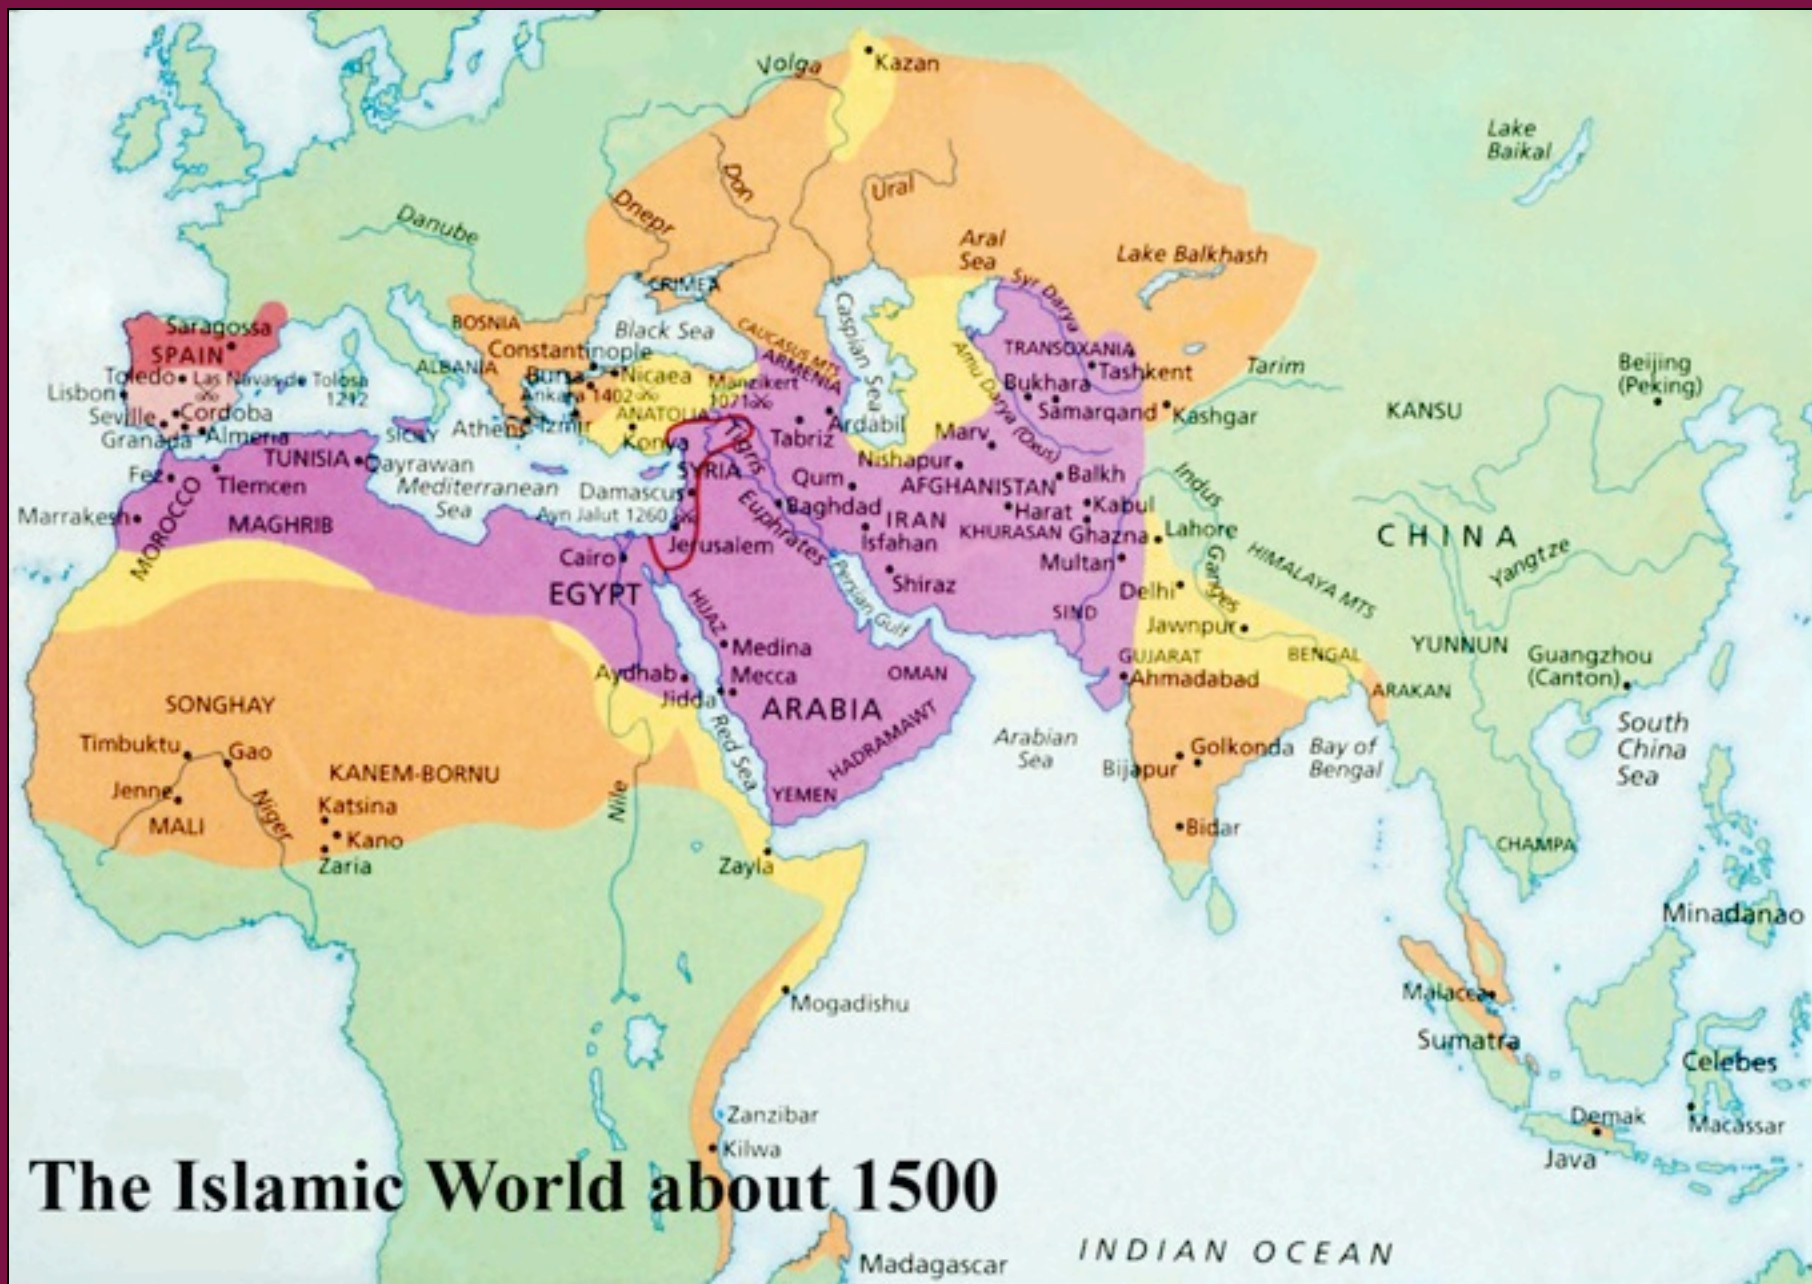 Volga
Kazan
Lake
Baikal
Don
Ural
Dnepr
Danube
Aral
Sea
Lake Balkhash
CRIMEA
Syr Darya
Caspian Sea
Saragossa
SPAIN
BOSNIA
Black Sea
CAUCASUS MTS
Constantinople
ARMENIA
TRANSOXANIA
Tashkent
Tarim
Beijing
(Peking)
Toledo
Las Navas de Tolosa
1212
ALBANIA
Bursa
Nicaea
Manzikert
1071
Amu Darya (Oxus)
Bukhara
Lisbon
Ankara 1402
Samarqand
Kashgar
KANSU
Seville
Cordoba
ANATOLIA
Ardabil
Granada
Almeria
SICILY
Athens
Izmir
Konya
Tabriz
Marv
Fez
TUNISIA
Qayrawan
Tigris
SYRIA
Nishapur
Balkh
Indus
Tlemcen
Mediterranean
Sea
Damascus
Qum
AFGHANISTAN
Marrakesh
MOROCCO
MAGHRIB
Ayn Jalut 1260
Euphrates
Baghdad
IRAN
Harat
Kabul
Isfahan
KHURASAN
Ghazna
Lahore
CHINA
Jerusalem
Cairo
EGYPT
Persian Gulf
Shiraz
Multan
Ganges
HIMALAYA MTS
Yangtze
Delhi
HIJAZ
SIND
Jawnpur
Medina
YUNNUN
Guangzhou
(Canton)
GUJARAT
BENGAL
Aydhab
Mecca
OMAN
Ahmadabad
ARAKAN
Jidda
SONGHAY
ARABIA
HADRAMAWT
Red Sea
Arabian
Sea
South
China
Sea
Timbuktu
Gao
Golkonda
Bay of
Bengal
KANEM-BORNU
Bijapur
Jenne
Niger
Katsina
Nile
YEMEN
MALI
Kano
Bidar
CHAMPA
Zaria
Zayla
Minadanao
Mogadishu
Malacca
Sumatra
Celebes
Zanzibar
Demak
Macassar
Kilwa
Java
The Islamic World about 1500
INDIAN OCEAN
Madagascar